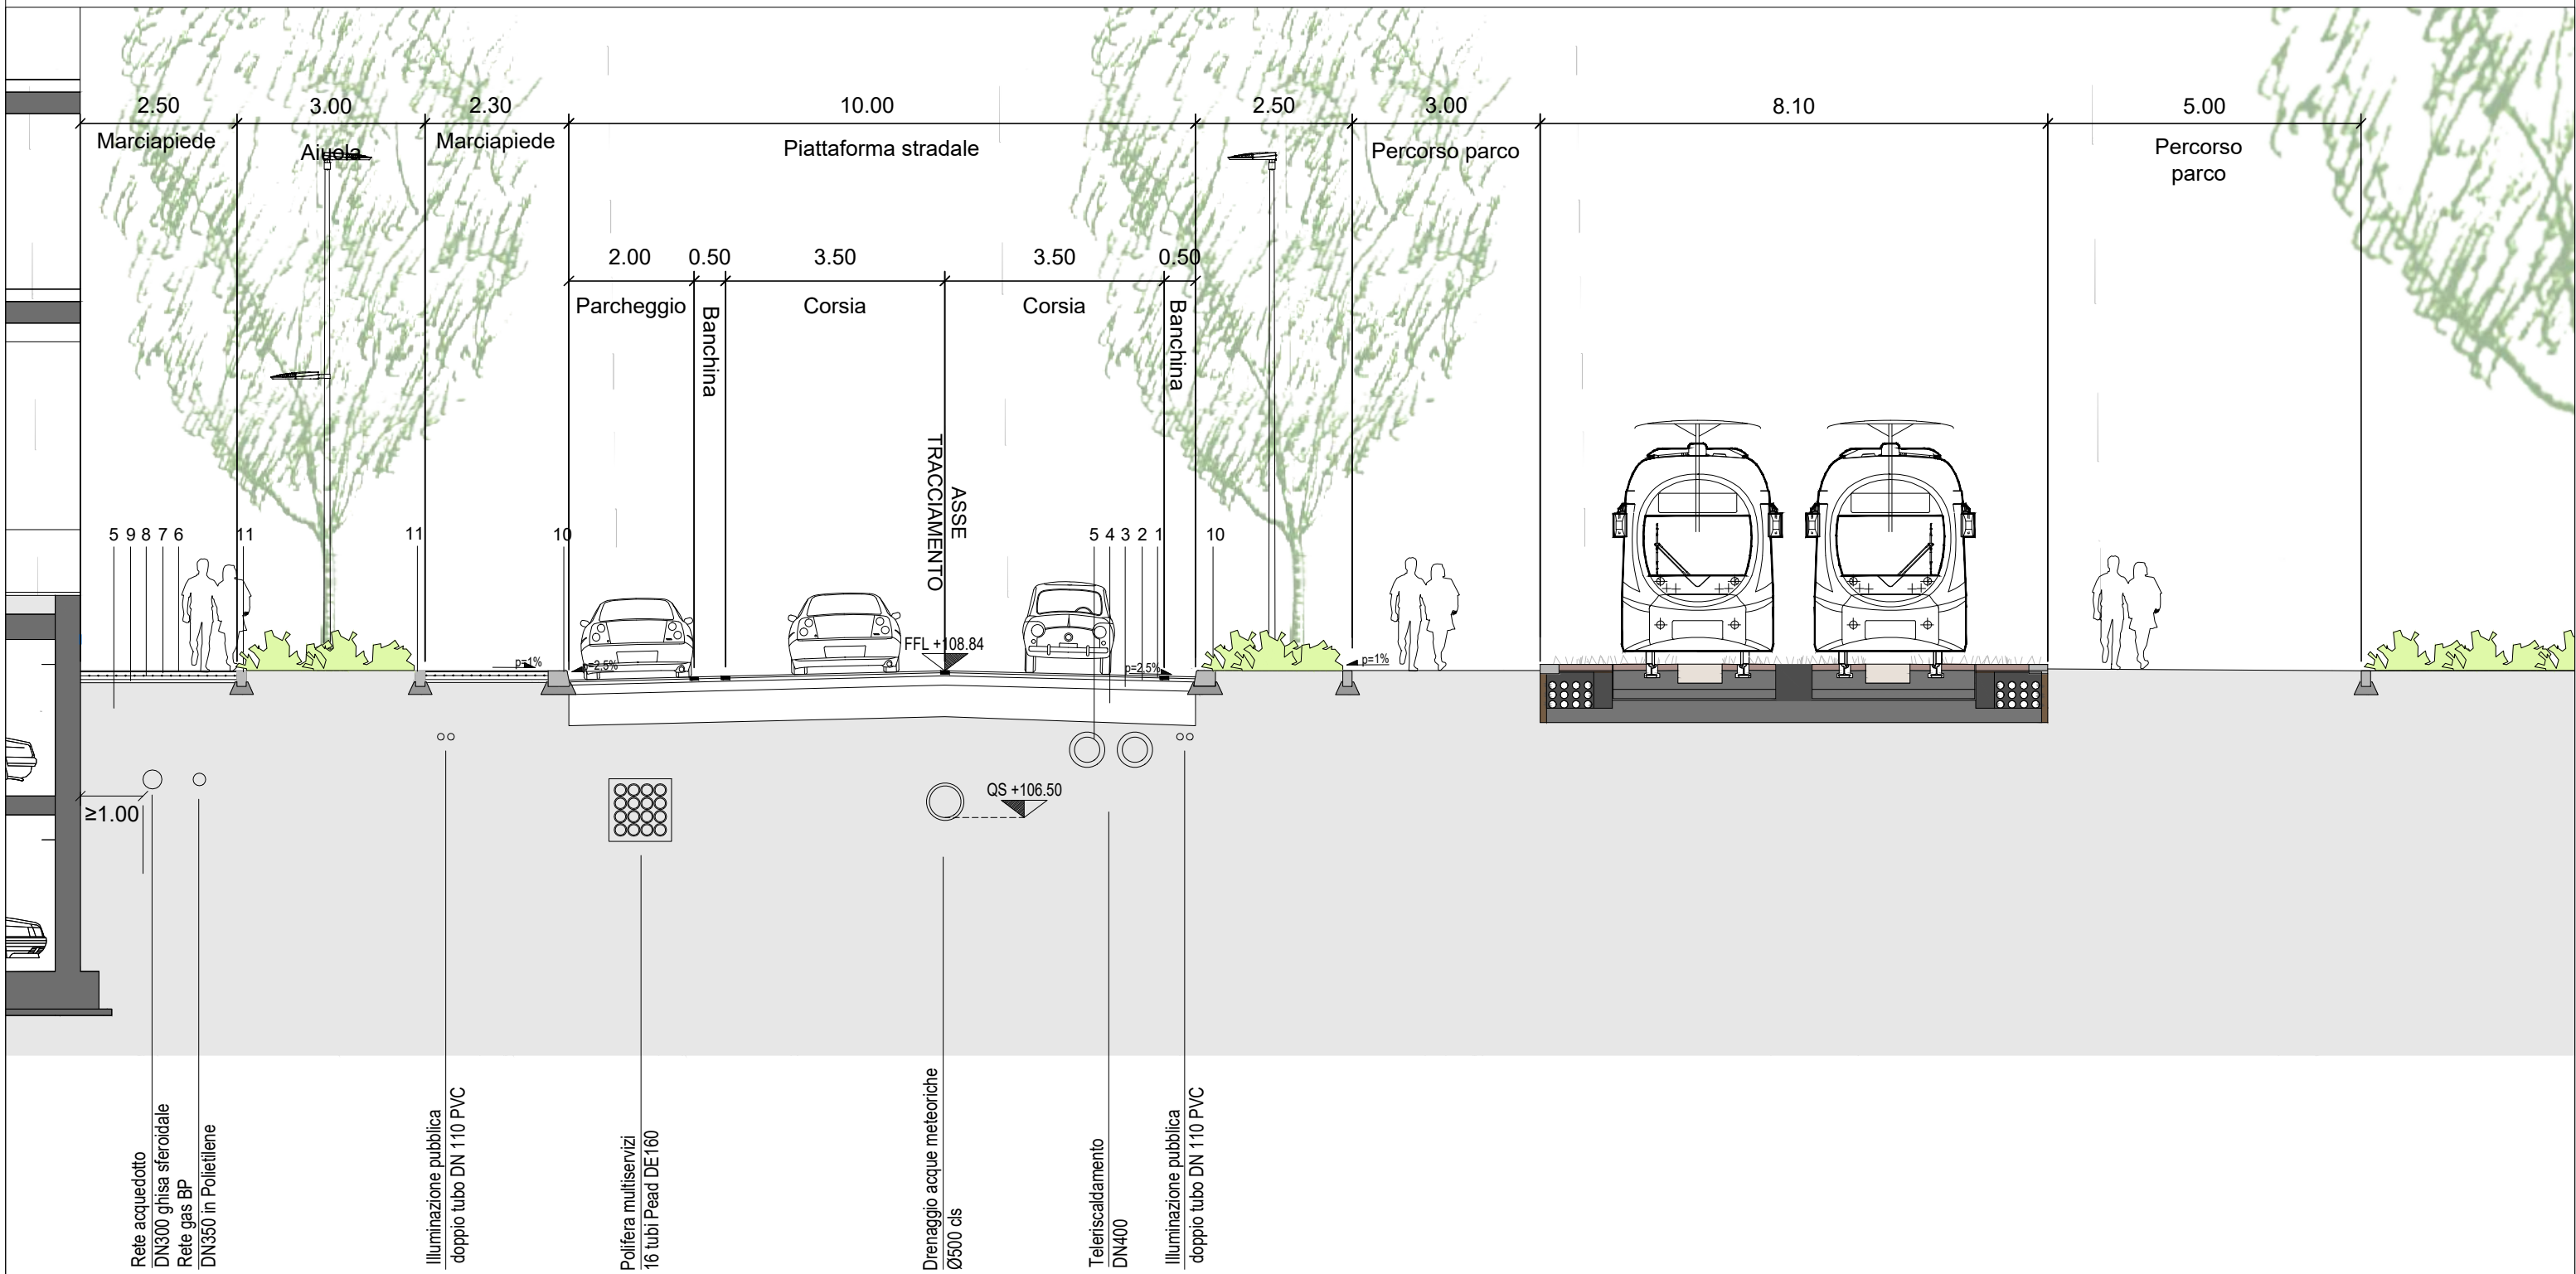 2.50
3.00
2.30
10.00
2.50
3.00
8.10
5.00
Marciapiede
Aiuola
Marciapiede
Piattaforma stradale
Percorso parco
Percorso
parco
2.00
0.50
3.50
3.50
0.50
Parcheggio
Banchina
Corsia
Corsia
Banchina
ASSE
TRACCIAMENTO
5 9 8 7 6
11
11
10
5 4 3 2 1
10
FFL +108.84
p=1%
p=2,5%
p=2,5%
p=1%
QS +106.50
≥1.00
Rete acquedotto
DN300 ghisa sferoidale
Rete gas BP
DN350 in Polietilene
Illuminazione pubblica
doppio tubo DN 110 PVC
Polifera multiservizi
16 tubi Pead DE160
Drenaggio acque meteoriche
Ø500 cls
Teleriscaldamento
DN400
Illuminazione pubblica
doppio tubo DN 110 PVC